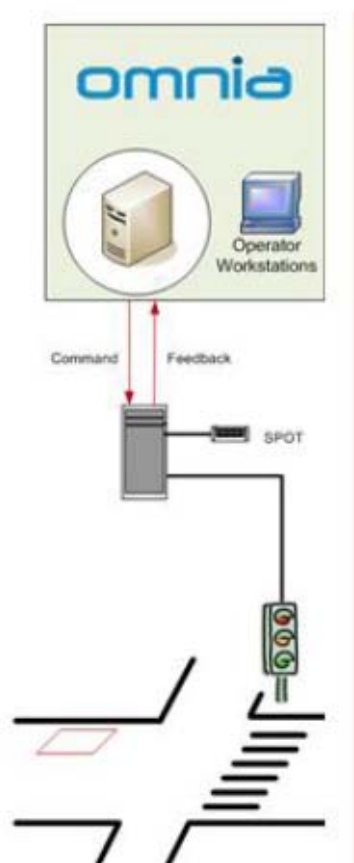 omnia
Operator
Workstations
Command
Feedback
SPOT